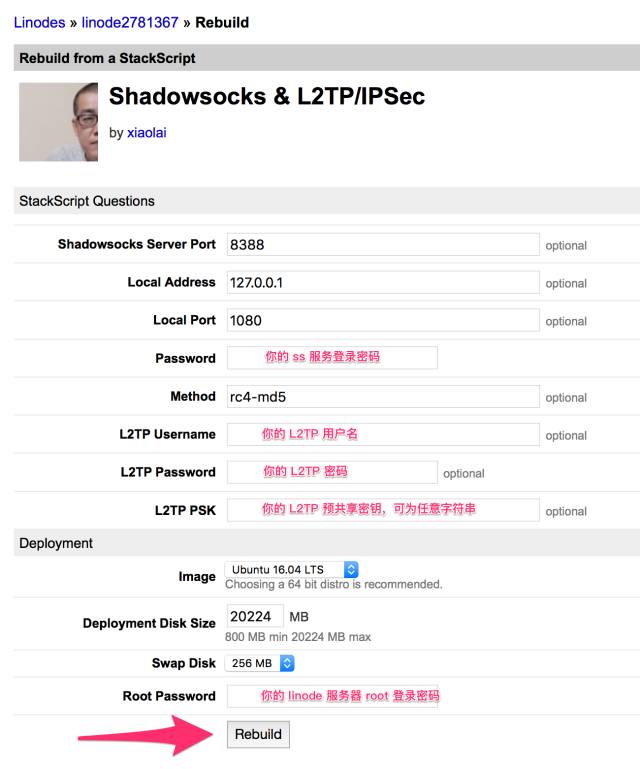 Linodes » linode2781367 » Rebuild
Rebuild from a StackScript
Shadowsocks & L2TP/IPSec
by xiaolai
StackScript Questions
Shadowsocks Server Port 8388 optional
Local Address 127.0.0.1 optional
Local Port 1080 optional
Password 你的 ss 服务登录密码
Method rc4-md5 optional
L2TP Username 你的 L2TP 用户名 optional
L2TP Password 你的 L2TP 密码 optional
L2TP PSK 你的 L2TP 预共享密钥，可为任意字符串 optional
Deployment
Image Ubuntu 16.04 LTS
Choosing a 64 bit distro is recommended.
Deployment Disk Size 20224 MB
800 MB min 20224 MB max
Swap Disk 256 MB
Root Password 你的 linode 服务器 root 登录密码
Rebuild